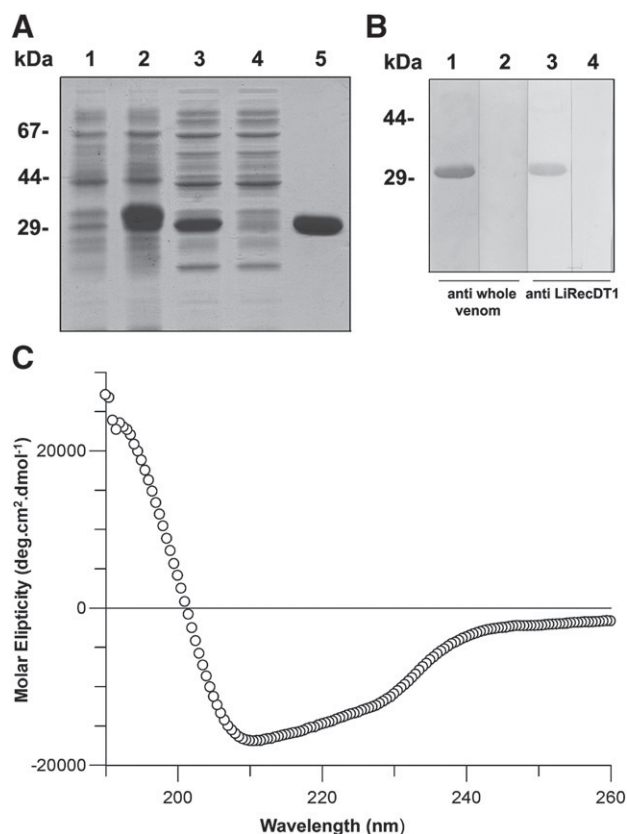 A
kDa 1 2 3 4 5
67-
44-
29-
B
kDa 1 2 3 4
44-
29-
anti whole venom
anti LiRecDT1
C
Molar Elipticity (deg.cm².dmol⁻¹)
20000
0
-20000
200 220 240 260
Wavelength (nm)